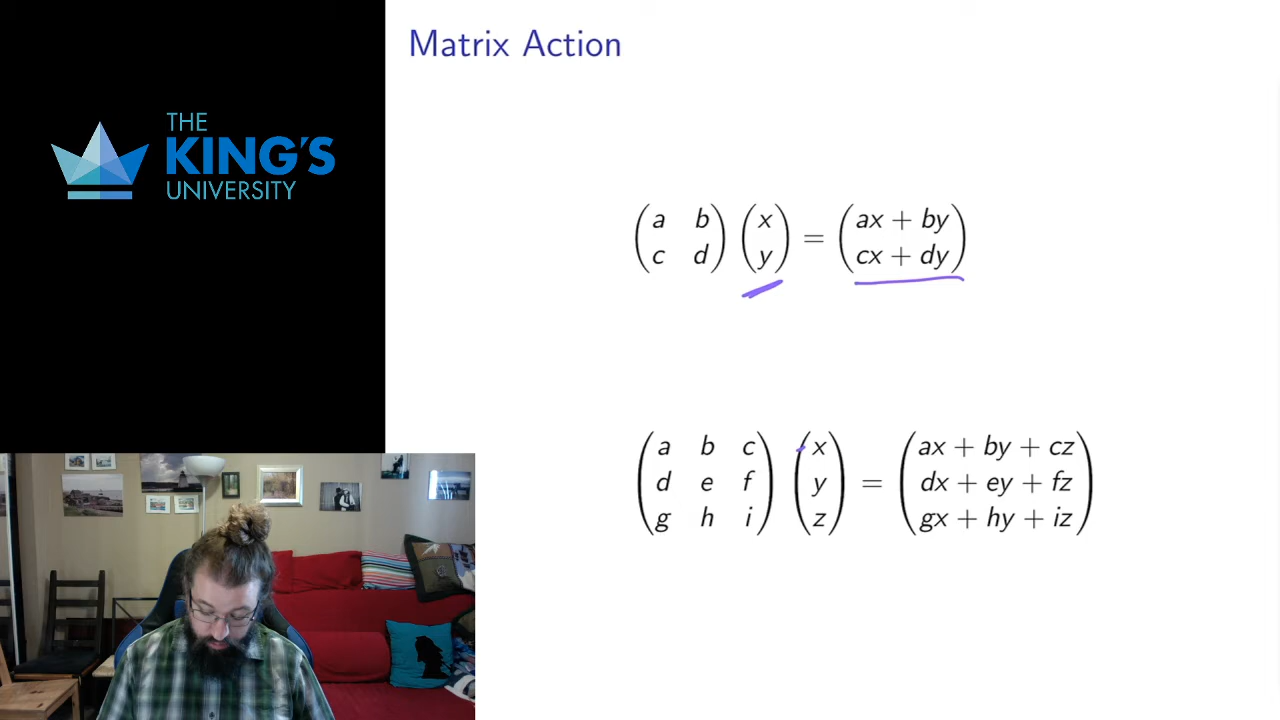 Matrix Action
THE
KING'S
UNIVERSITY
(a b
c d) (x
y) = (ax + by
cx + dy)
(a b c
d e f
g h i) (x
y
z) = (ax + by + cz
dx + ey + fz
gx + hy + iz)